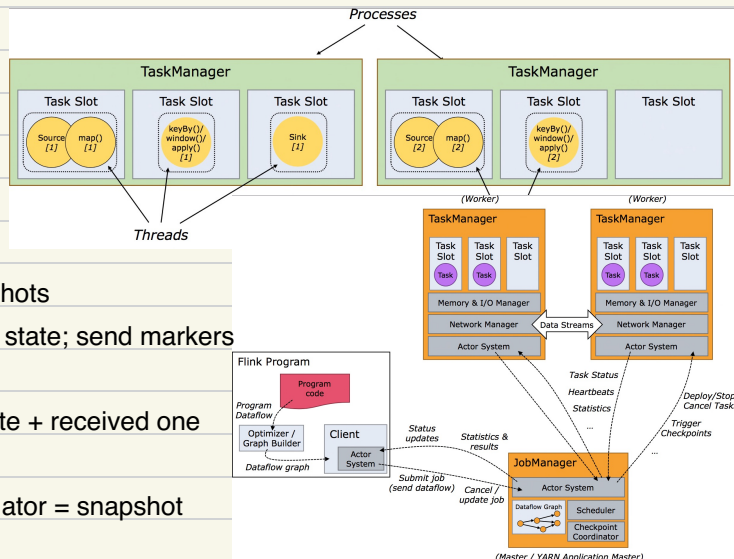 Processes
TaskManager
Task Slot
Source
[1]
map()
[1]
Task Slot
keyBy()/
window()/
apply()
[1]
Task Slot
Sink
[1]
TaskManager
Task Slot
Source
[2]
map()
[2]
Task Slot
keyBy()/
window()/
apply()
[2]
Task Slot
Threads
hots
state; send markers
te + received one
ator = snapshot
(Worker)
TaskManager
Task
Slot
Task
Task
Slot
Task
Task
Slot
Memory & I/O Manager
Network Manager
Actor System
Data Streams
(Worker)
TaskManager
Task
Slot
Task
Task
Slot
Task
Task
Slot
Memory & I/O Manager
Network Manager
Actor System
Flink Program
Program
code
Program
Dataflow
Optimizer /
Graph Builder
Dataflow graph
Client
Actor
System
Status
updates
Statistics &
results
Submit job
(send dataflow)
Cancel /
update job
Task Status
Heartbeats
Statistics
...
Deploy/Stop
Cancel Task
Trigger
Checkpoints
...
JobManager
Actor System
Dataflow Graph
Scheduler
Checkpoint
Coordinator
(Master / YARN Application Master)